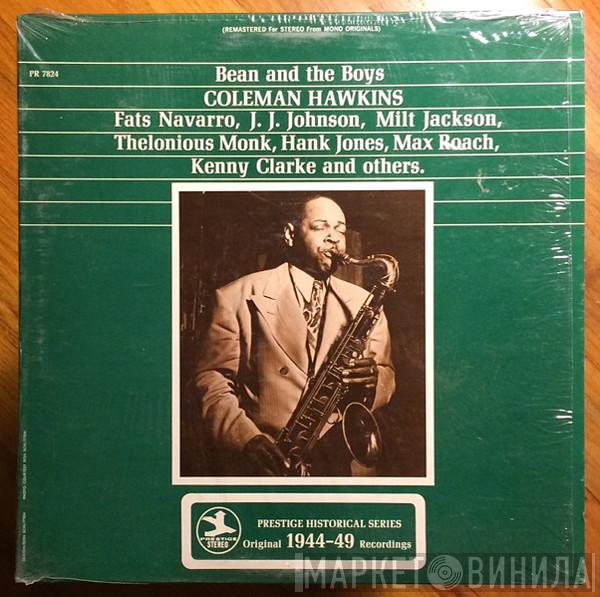 (REMASTERED For STEREO From MONO ORIGINALS)
PR 7824
Bean and the Boys
COLEMAN HAWKINS
Fats Navarro, J. J. Johnson, Milt Jackson,
Thelonious Monk, Hank Jones, Max Roach,
Kenny Clarke and others.
PRESTIGE
STEREO
PRESTIGE HISTORICAL SERIES
Original 1944-49 Recordings
МАРКЕТ ВИНИЛА